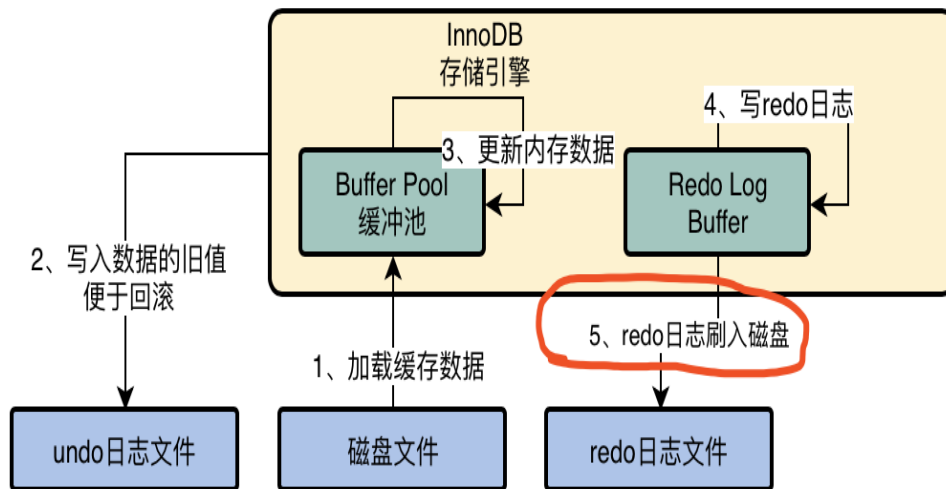 InnoDB
存储引擎
4、写redo日志
3、更新内存数据
Buffer Pool
缓冲池
Redo Log
Buffer
2、写入数据的旧值
便于回滚
5、redo日志刷入磁盘
1、加载缓存数据
undo日志文件
磁盘文件
redo日志文件